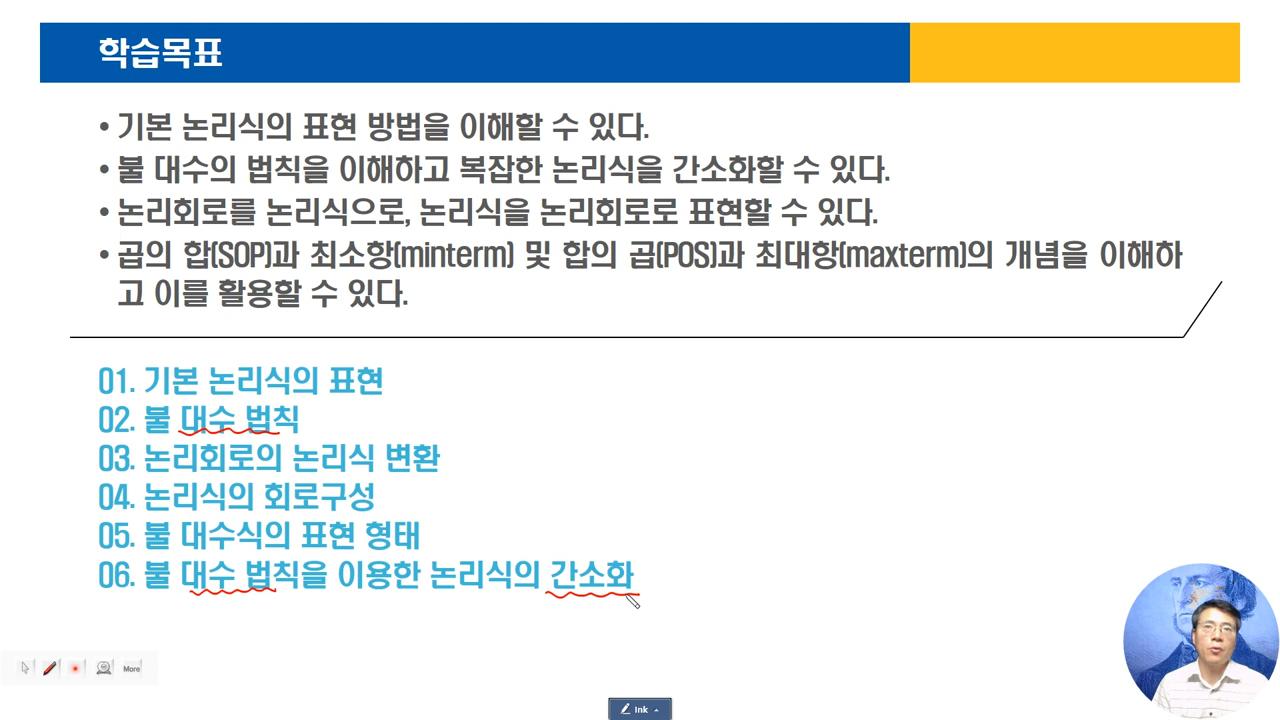 학습목표
• 기본 논리식의 표현 방법을 이해할 수 있다.
• 불 대수의 법칙을 이해하고 복잡한 논리식을 간소화할 수 있다.
• 논리회로를 논리식으로, 논리식을 논리회로로 표현할 수 있다.
• 곱의 합(SOP)과 최소항(minterm) 및 합의 곱(POS)과 최대항(maxterm)의 개념을 이해하
고 이를 활용할 수 있다.
01. 기본 논리식의 표현
02. 불 대수 법칙
03. 논리회로의 논리식 변환
04. 논리식의 회로구성
05. 불 대수식의 표현 형태
06. 불 대수 법칙을 이용한 논리식의 간소화
More
Ink